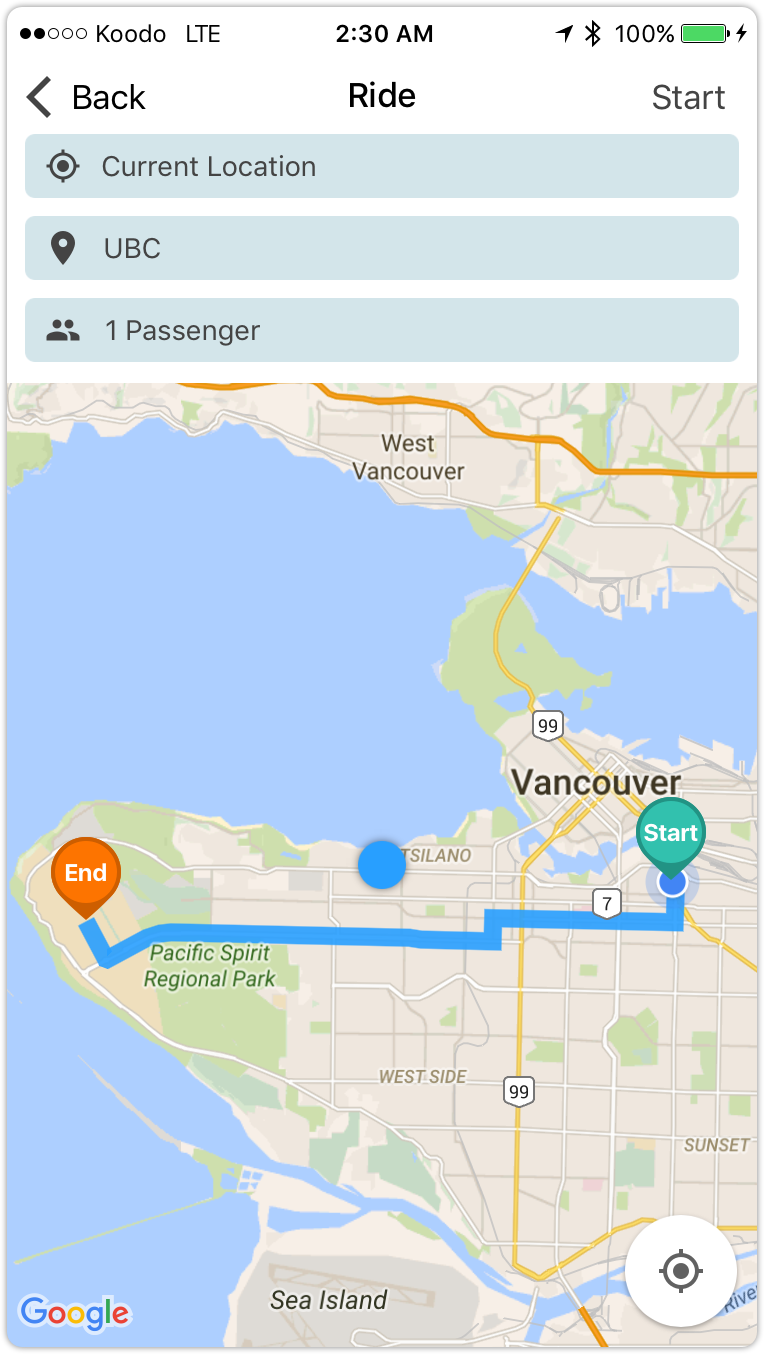 Koodo LTE 2:30 AM 100%
Back Ride Start
Current Location
UBC
1 Passenger
West
Vancouver
99
Vancouver
Start
TSILANO
End
7
Pacific Spirit
Regional Park
WEST SIDE
99
SUNSET
Sea Island
River
Google